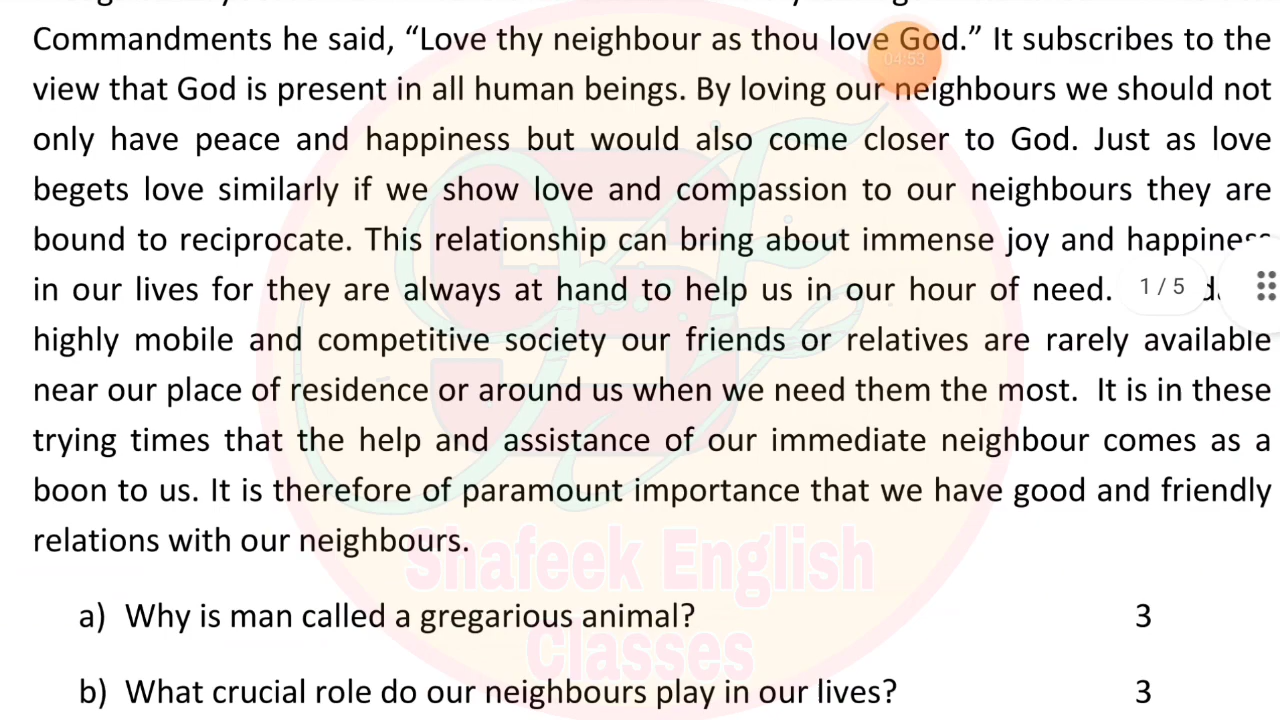 Commandments he said, “Love thy neighbour as thou love God.” It subscribes to the
view that God is present in all human beings. By loving our neighbours we should not
only have peace and happiness but would also come closer to God. Just as love
begets love similarly if we show love and compassion to our neighbours they are
bound to reciprocate. This relationship can bring about immense joy and happiness
in our lives for they are always at hand to help us in our hour of need. 1 / 5
highly mobile and competitive society our friends or relatives are rarely available
near our place of residence or around us when we need them the most. It is in these
trying times that the help and assistance of our immediate neighbour comes as a
boon to us. It is therefore of paramount importance that we have good and friendly
relations with our neighbours.
Shafeek English
Classes
a) Why is man called a gregarious animal? 3
b) What crucial role do our neighbours play in our lives? 3
04:53